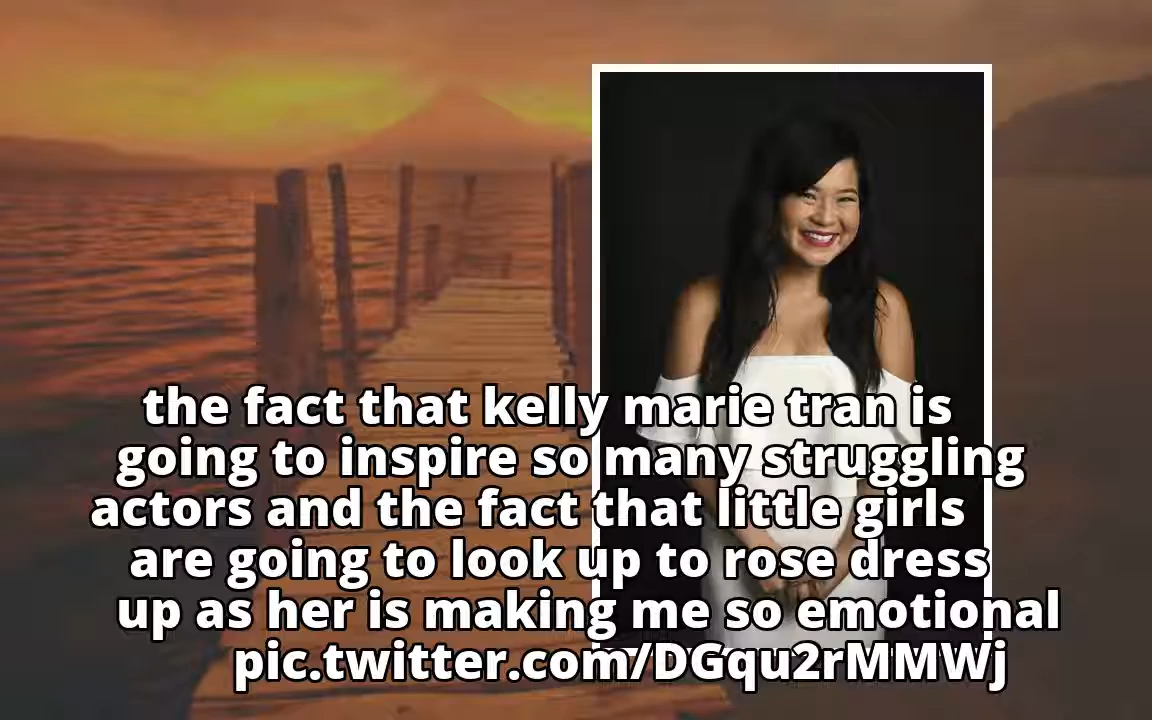 the fact that kelly marie tran is
going to inspire so many struggling
actors and the fact that little girls
are going to look up to rose dress
up as her is making me so emotional
pic.twitter.com/DGqu2rMMWj